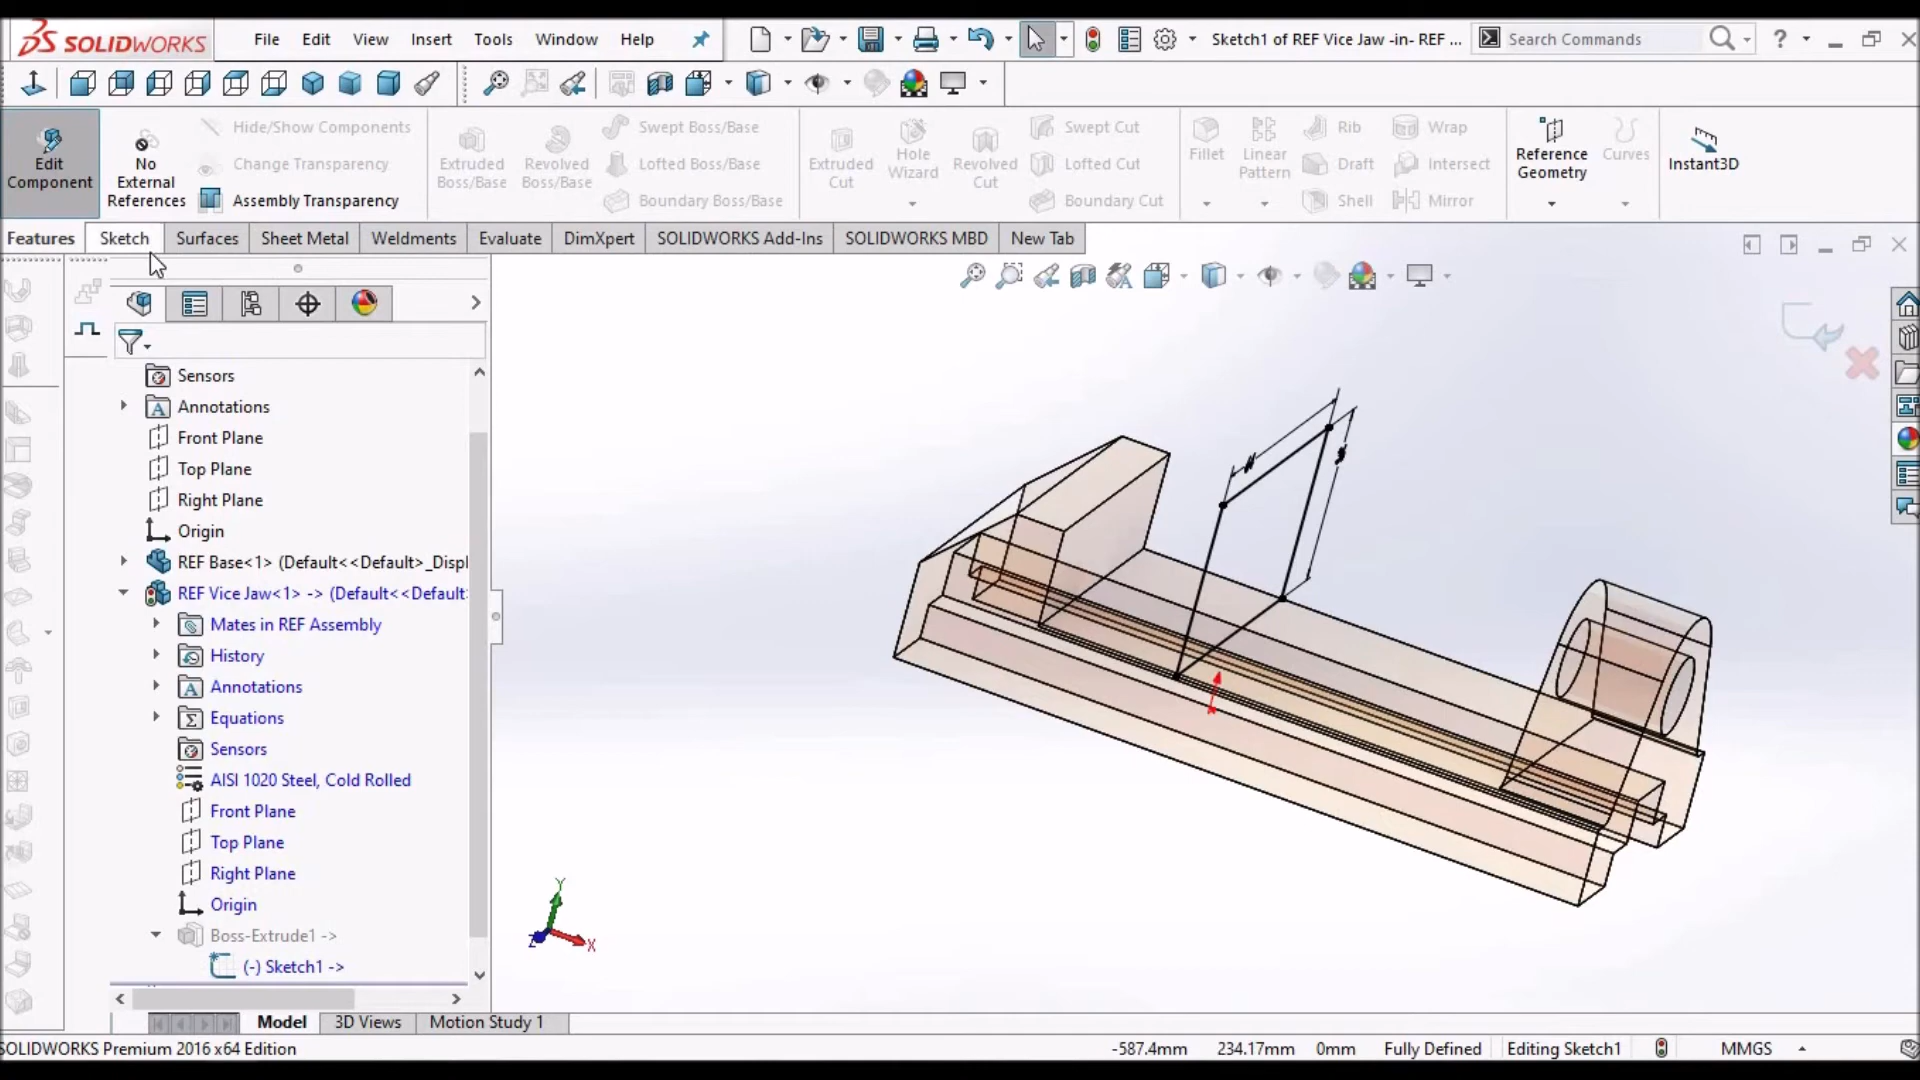 SOLIDWORKS
File Edit View Insert Tools Window Help
Sketch1 of REF Vice Jaw -in- REF ...
Search Commands
Edit Component
No External References
Hide/Show Components
Change Transparency
Assembly Transparency
Extruded Boss/Base
Revolved Boss/Base
Swept Boss/Base
Lofted Boss/Base
Boundary Boss/Base
Extruded Cut
Hole Wizard
Revolved Cut
Swept Cut
Lofted Cut
Boundary Cut
Fillet
Linear Pattern
Rib
Draft
Shell
Wrap
Intersect
Mirror
Reference Geometry
Curves
Instant3D
Features Sketch Surfaces Sheet Metal Weldments Evaluate DimXpert SOLIDWORKS Add-Ins SOLIDWORKS MBD New Tab
Sensors
Annotations
Front Plane
Top Plane
Right Plane
Origin
REF Base<1> (Default<<Default>_Displ
REF Vice Jaw<1> -> (Default<<Default
Mates in REF Assembly
History
Annotations
Equations
Sensors
AISI 1020 Steel, Cold Rolled
Front Plane
Top Plane
Right Plane
Origin
Boss-Extrude1 ->
(-) Sketch1 ->
Y
Z
X
Model 3D Views Motion Study 1
SOLIDWORKS Premium 2016 x64 Edition
-587.4mm 234.17mm 0mm Fully Defined Editing Sketch1 MMGS